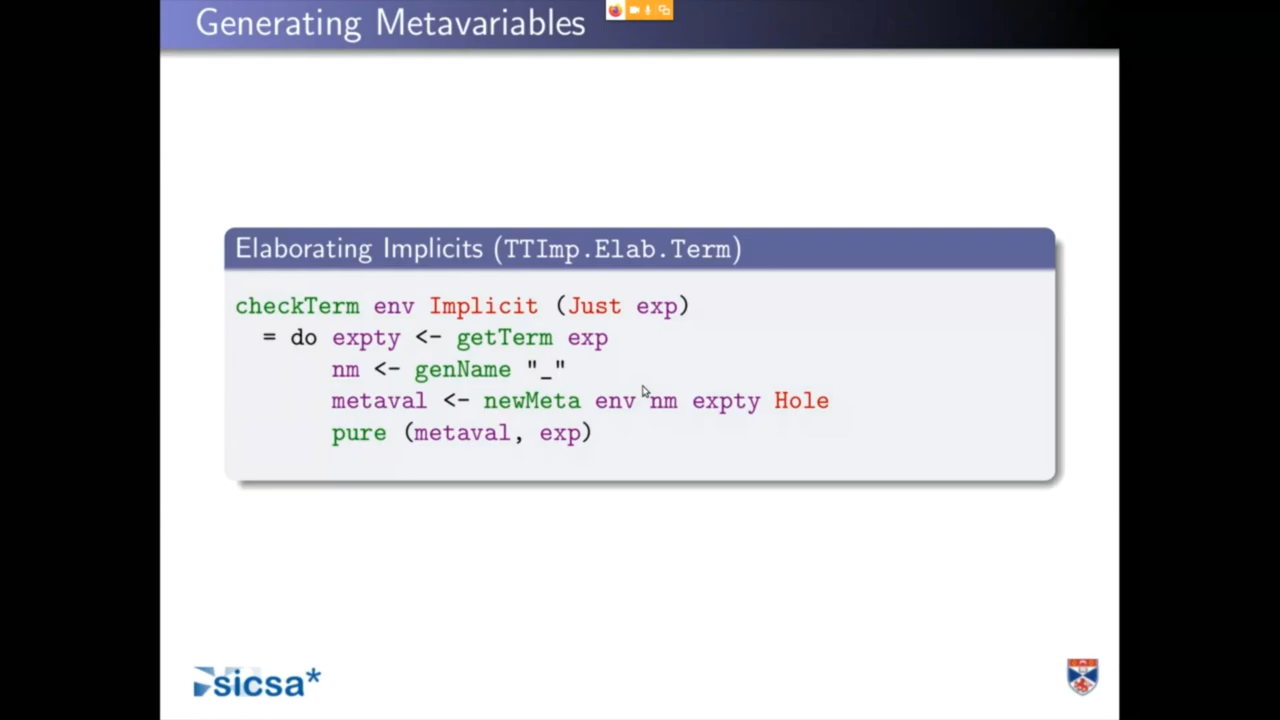 Generating Metavariables
Elaborating Implicits (TTImp.Elab.Term)
checkTerm env Implicit (Just exp)
= do expty <- getTerm exp
nm <- genName "_"
metaval <- newMeta env nm expty Hole
pure (metaval, exp)
sicsa*